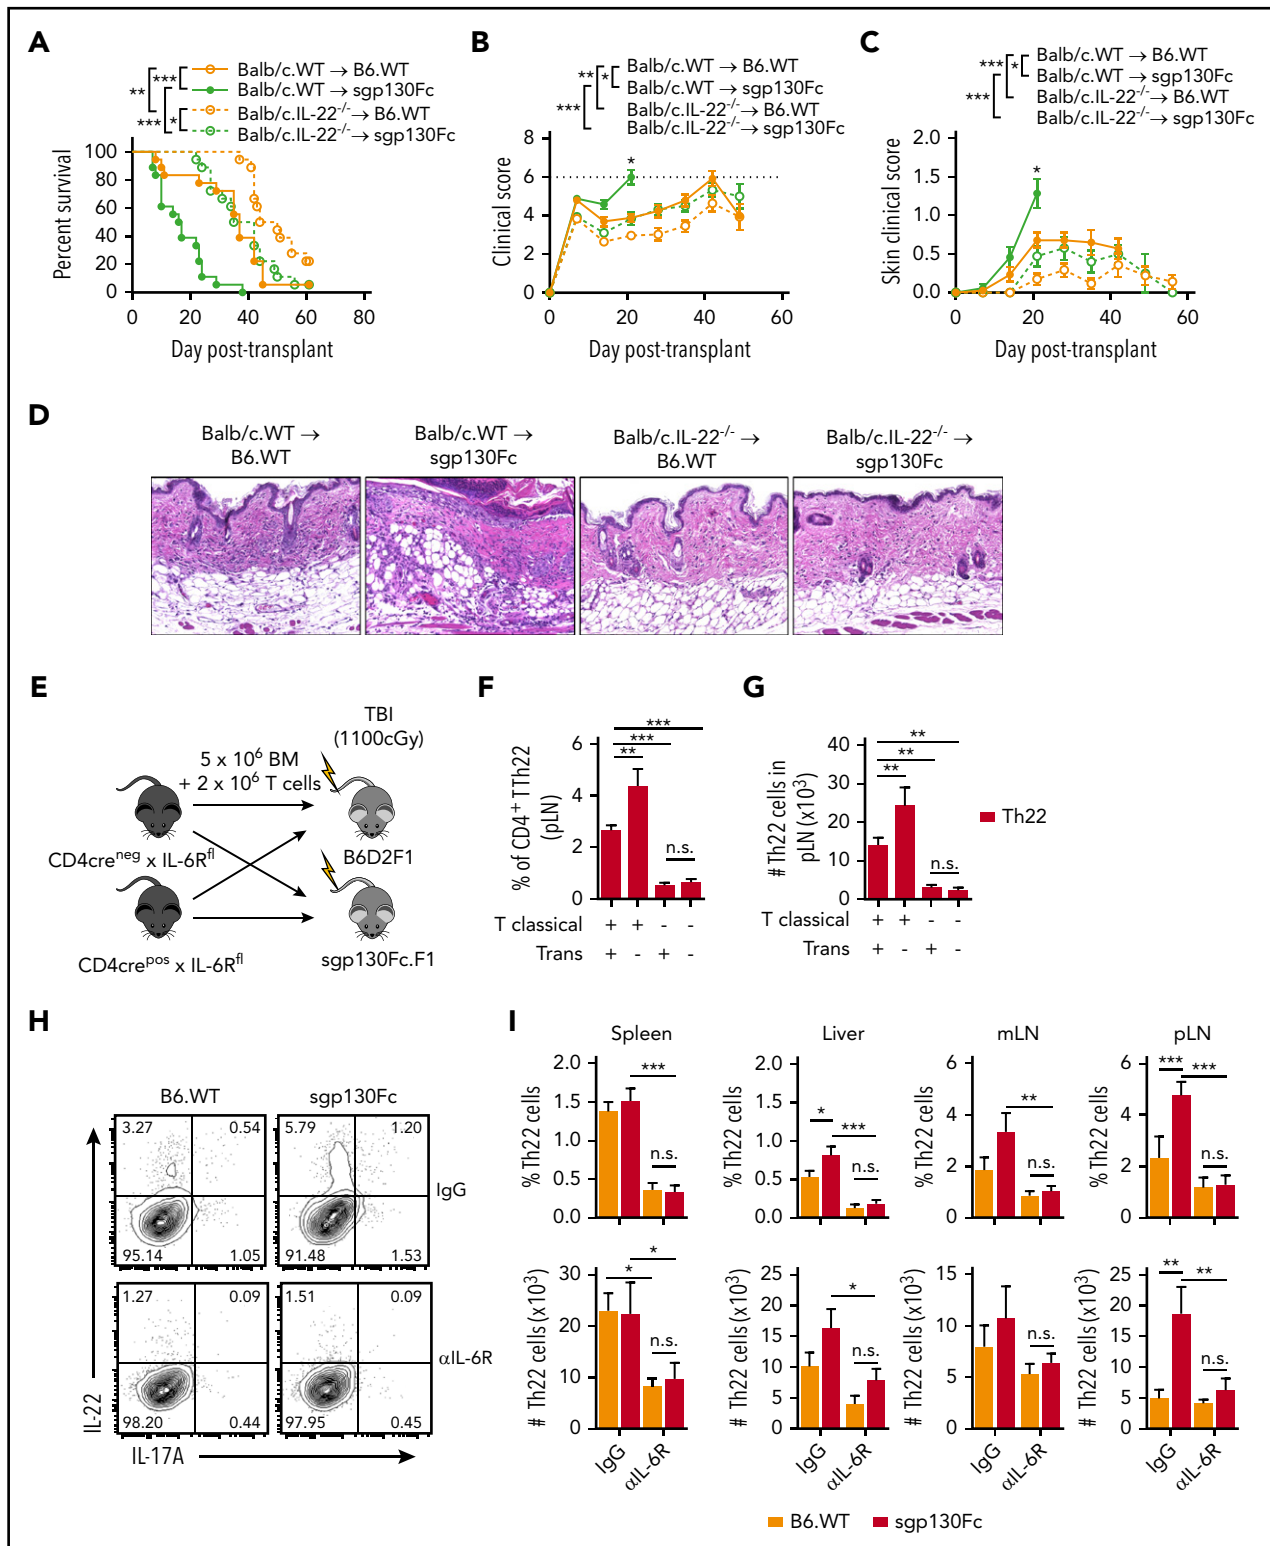 A
Balb/c.WT → B6.WT
Balb/c.WT → sgp130Fc
Balb/c.IL-22-/-→ B6.WT
Balb/c.IL-22-/-→ sgp130Fc
***
**
***
*
100
80
60
40
20
0
Percent survival
0 20 40 60 80
Day post-transplant
B
Balb/c.WT → B6.WT
Balb/c.WT → sgp130Fc
Balb/c.IL-22-/-→ B6.WT
Balb/c.IL-22-/-→ sgp130Fc
** *
***
*
8
6
4
2
0
Clinical score
0 20 40 60
Day post-transplant
C
Balb/c.WT → B6.WT
Balb/c.WT → sgp130Fc
Balb/c.IL-22-/-→ B6.WT
Balb/c.IL-22-/-→ sgp130Fc
*** *
***
*
2.0
1.5
1.0
0.5
0.0
Skin clinical score
0 20 40 60
Day post-transplant
D
Balb/c.WT →
B6.WT
Balb/c.WT →
sgp130Fc
Balb/c.IL-22-/- →
B6.WT
Balb/c.IL-22-/- →
sgp130Fc
E
TBI
(1100cGy)
5 x 10⁶ BM
+ 2 x 10⁶ T cells
CD4creneg x IL-6Rfl
B6D2F1
CD4crepos x IL-6Rfl
sgp130Fc.F1
F
***
***
**
n.s.
6
4
2
0
% of CD4+ TTh22
(pLN)
T classical + + - -
Trans + - + -
G
**
**
**
n.s.
40
30
20
10
0
# Th22 cells in
pLN (x10³)
Th22
+ + - -
+ - + -
H
B6.WT
sgp130Fc
3.27 0.54
95.14 1.05
5.79 1.20
91.48 1.53
IgG
1.27 0.09
98.20 0.44
1.51 0.09
97.95 0.45
αIL-6R
IL-22
IL-17A
I
Spleen
2.0
1.5
1.0
0.5
0.0
% Th22 cells
***
n.s.
Liver
2.0
1.5
1.0
0.5
0.0
% Th22 cells
*
***
n.s.
mLN
6
4
2
0
% Th22 cells
**
n.s.
pLN
6
4
2
0
% Th22 cells
*** ***
n.s.
30
20
10
0
# Th22 cells (x10³)
*
*
n.s.
IgG
αIL-6R
25
20
15
10
5
0
# Th22 cells (x10³)
*
n.s.
IgG
αIL-6R
15
10
5
0
# Th22 cells (x10³)
n.s.
IgG
αIL-6R
25
20
15
10
5
0
# Th22 cells (x10³)
** **
n.s.
IgG
αIL-6R
B6.WT sgp130Fc